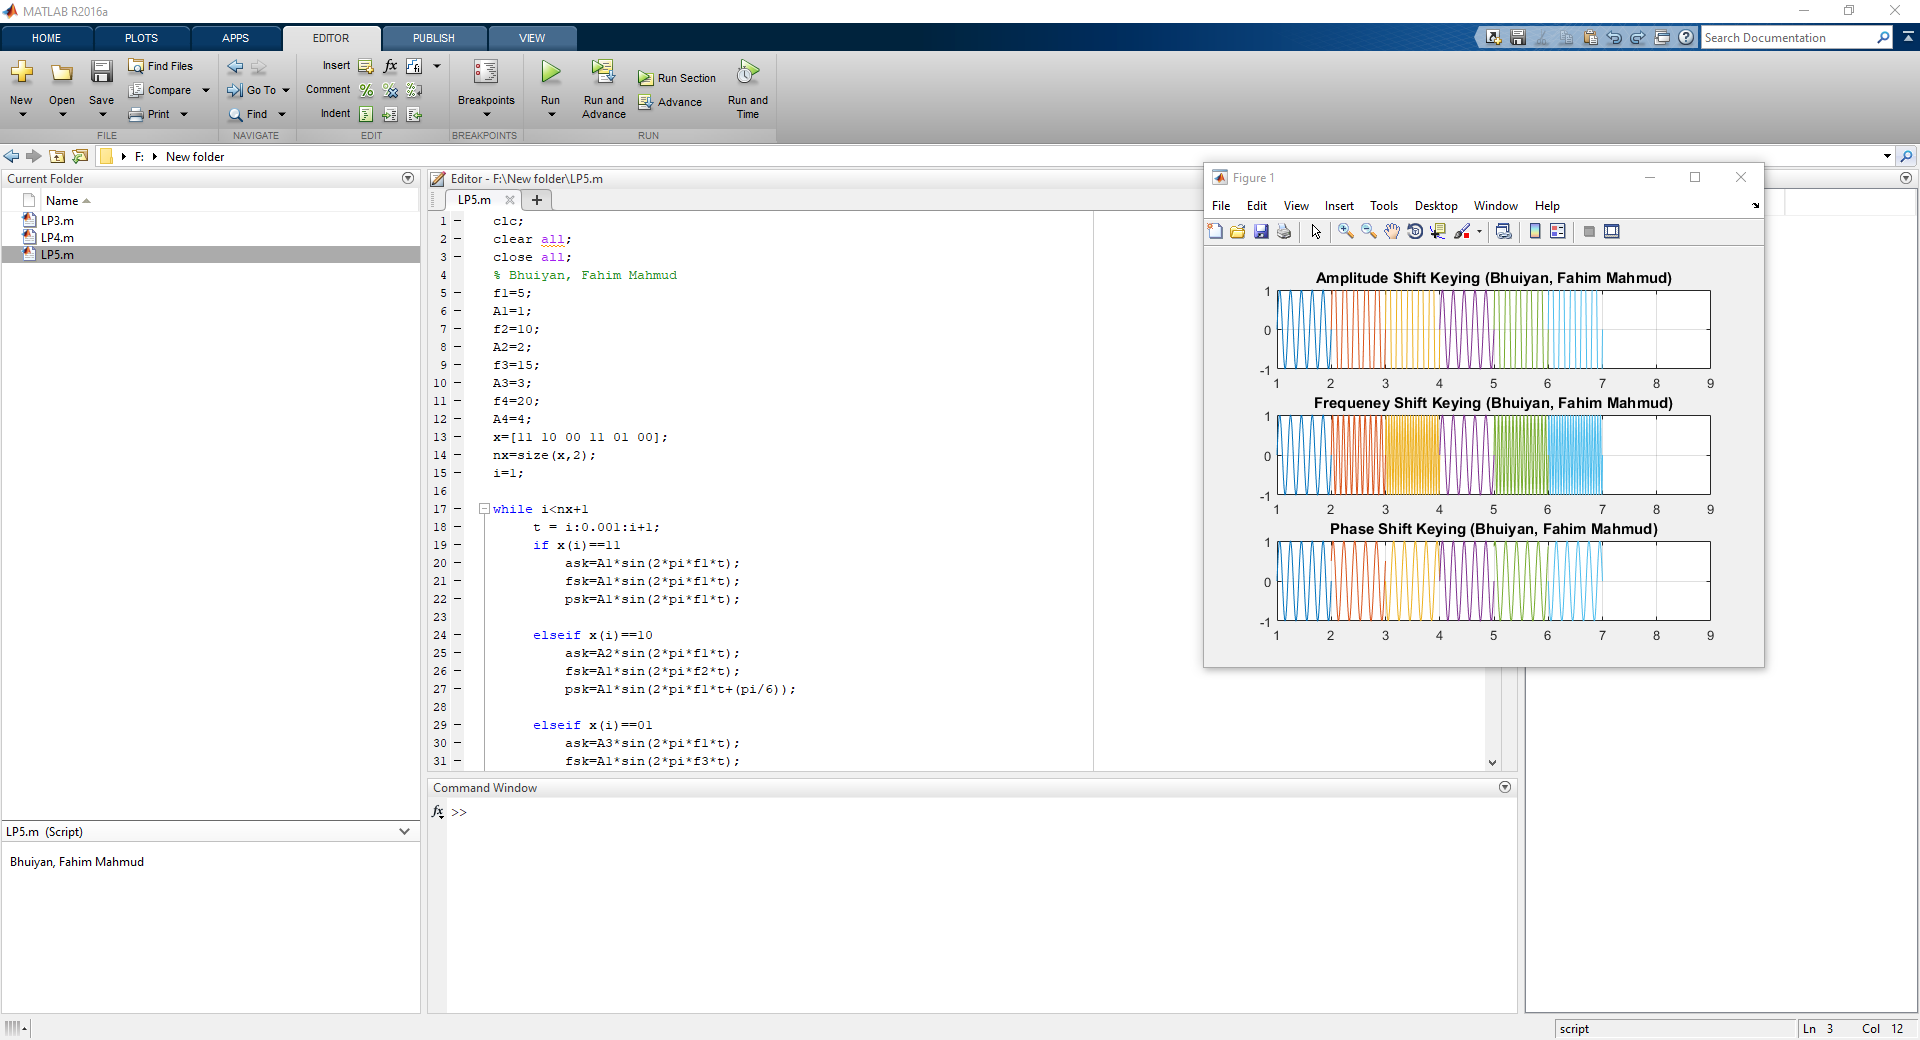 MATLAB R2016a
HOME PLOTS APPS EDITOR PUBLISH VIEW
Search Documentation
New Open Save Find Files Compare Print
FILE
Go To Find
NAVIGATE
Insert fx
Comment
Indent
EDIT
Breakpoints
BREAKPOINTS
Run Run and Advance Run Section Advance Run and Time
RUN
F: New folder
Current Folder
Name
LP3.m
LP4.m
LP5.m
LP5.m (Script)
Bhuiyan, Fahim Mahmud
Editor - F:\New folder\LP5.m
LP5.m
1 clc;
2 clear all;
3 close all;
4 % Bhuiyan, Fahim Mahmud
5 f1=5;
6 A1=1;
7 f2=10;
8 A2=2;
9 f3=15;
10 A3=3;
11 f4=20;
12 A4=4;
13 x=[11 10 00 11 01 00];
14 nx=size(x,2);
15 i=1;
16
17 while i<nx+1
18 t = i:0.001:i+1;
19 if x(i)==11
20 ask=A1*sin(2*pi*f1*t);
21 fsk=A1*sin(2*pi*f1*t);
22 psk=A1*sin(2*pi*f1*t);
23
24 elseif x(i)==10
25 ask=A2*sin(2*pi*f1*t);
26 fsk=A1*sin(2*pi*f2*t);
27 psk=A1*sin(2*pi*f1*t+(pi/6));
28
29 elseif x(i)==01
30 ask=A3*sin(2*pi*f1*t);
31 fsk=A1*sin(2*pi*f3*t);
Command Window
fx >>
Figure 1
File Edit View Insert Tools Desktop Window Help
Amplitude Shift Keying (Bhuiyan, Fahim Mahmud)
1
0
-1
1 2 3 4 5 6 7 8 9
Frequeney Shift Keying (Bhuiyan, Fahim Mahmud)
1
0
-1
1 2 3 4 5 6 7 8 9
Phase Shift Keying (Bhuiyan, Fahim Mahmud)
1
0
-1
1 2 3 4 5 6 7 8 9
script Ln 3 Col 12